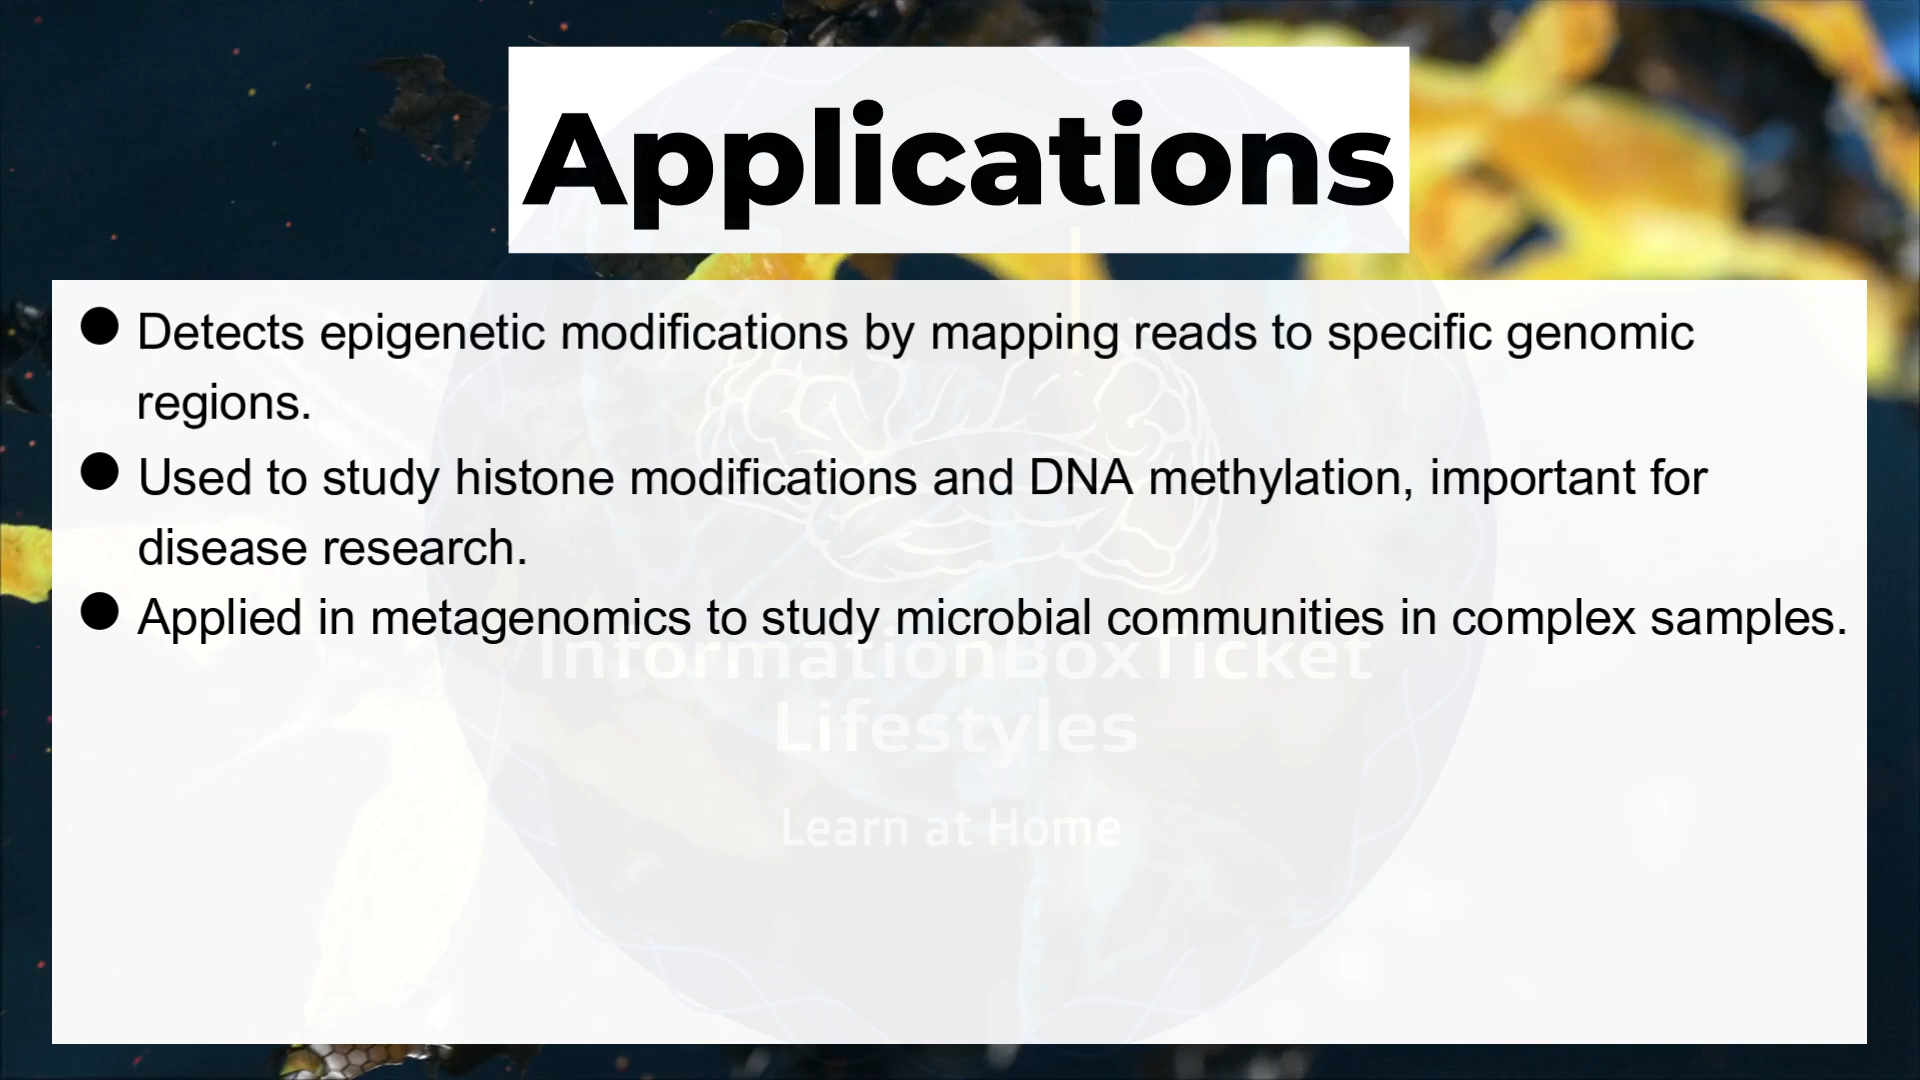 Applications
● Detects epigenetic modifications by mapping reads to specific genomic
regions.
● Used to study histone modifications and DNA methylation, important for
disease research.
● Applied in metagenomics to study microbial communities in complex samples.
InformationBoxTicket
Lifestyles
Learn at Home